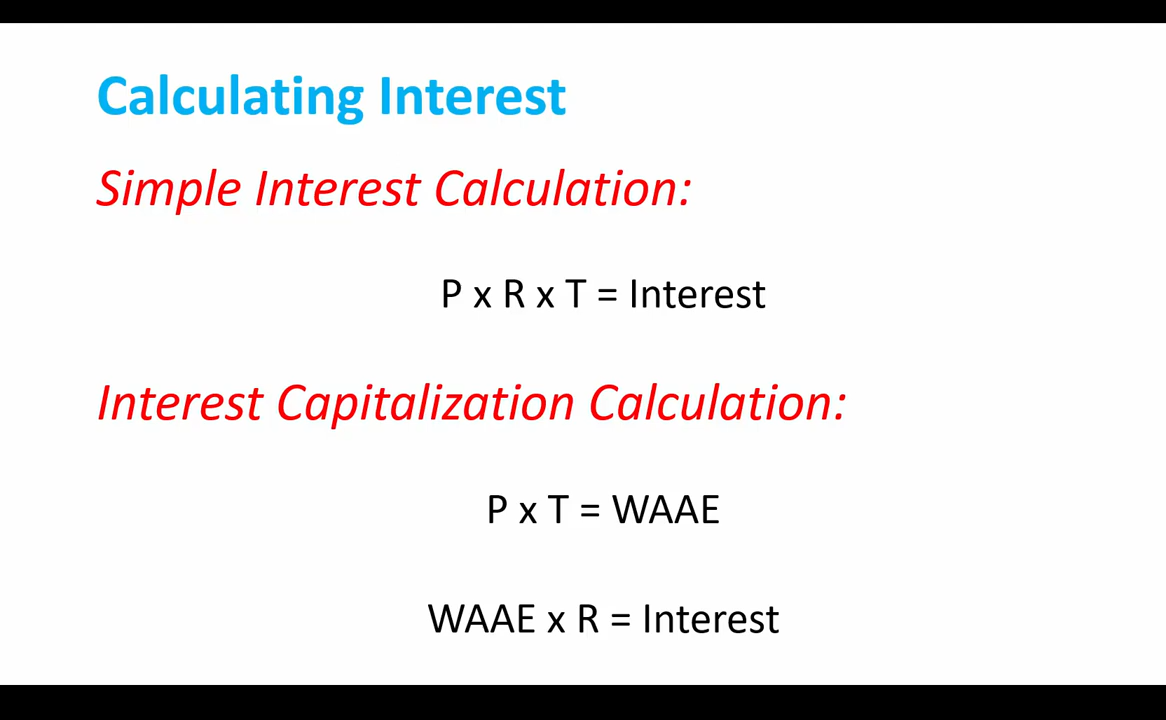 Calculating Interest
Simple Interest Calculation:
P x R x T = Interest
Interest Capitalization Calculation:
P x T = WAAE
WAAE x R = Interest